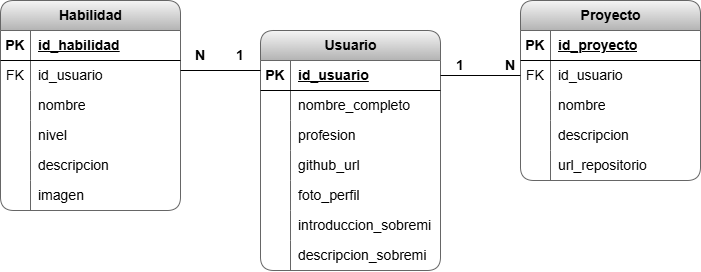 Habilidad
PK id_habilidad
FK id_usuario
nombre
nivel
descripcion
imagen
N 1
Usuario
PK id_usuario
nombre_completo
profesion
github_url
foto_perfil
introduccion_sobremi
descripcion_sobremi
1 N
Proyecto
PK id_proyecto
FK id_usuario
nombre
descripcion
url_repositorio